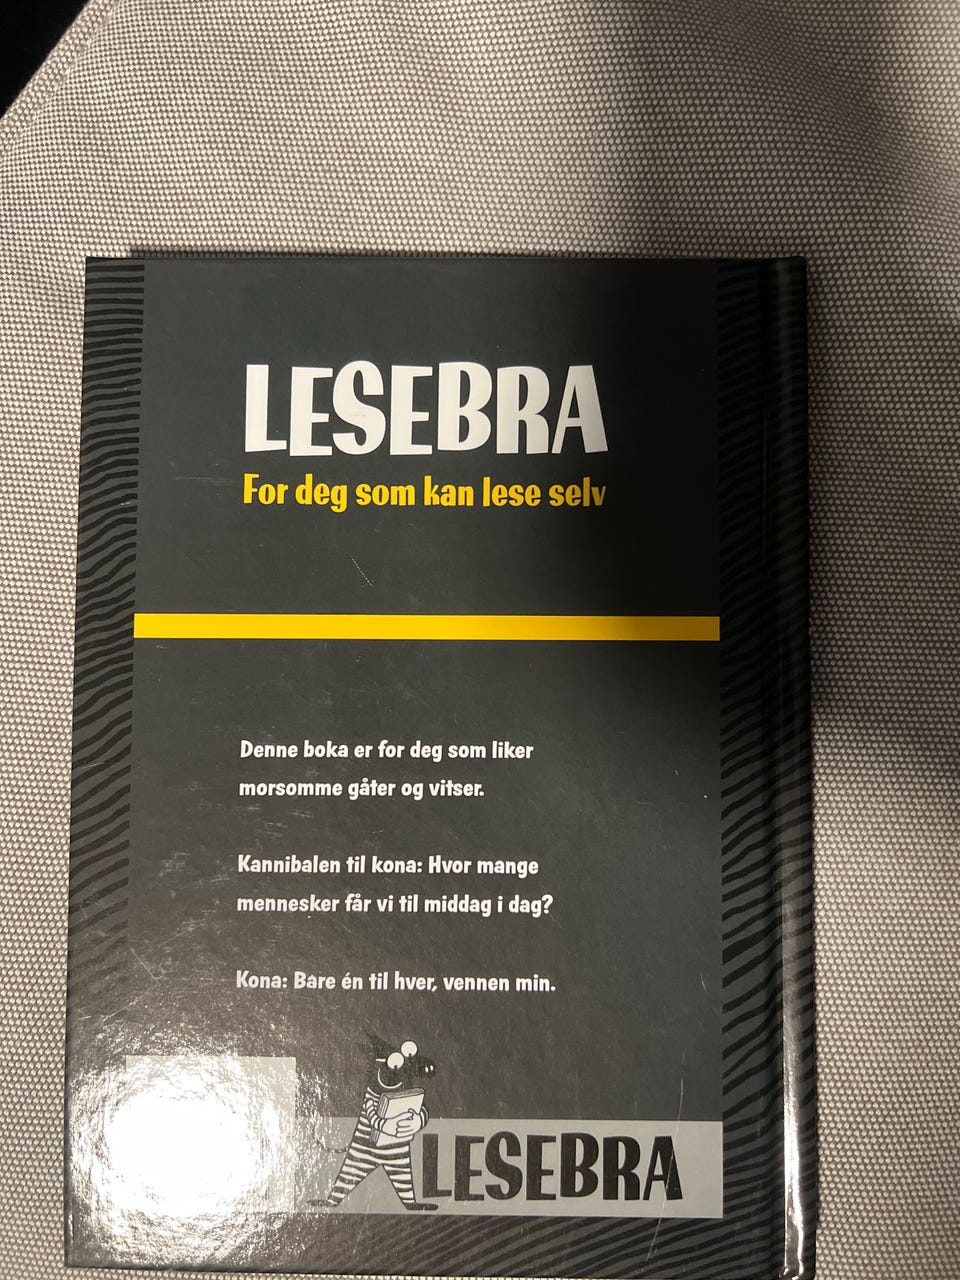 LESEBRA
For deg som kan lese selv
Denne boka er for deg som liker
morsomme gåter og vitser.
Kannibalen til kona: Hvor mange
mennesker får vi til middag i dag?
Kona: Bare én til hver, vennen min.
LESEBRA